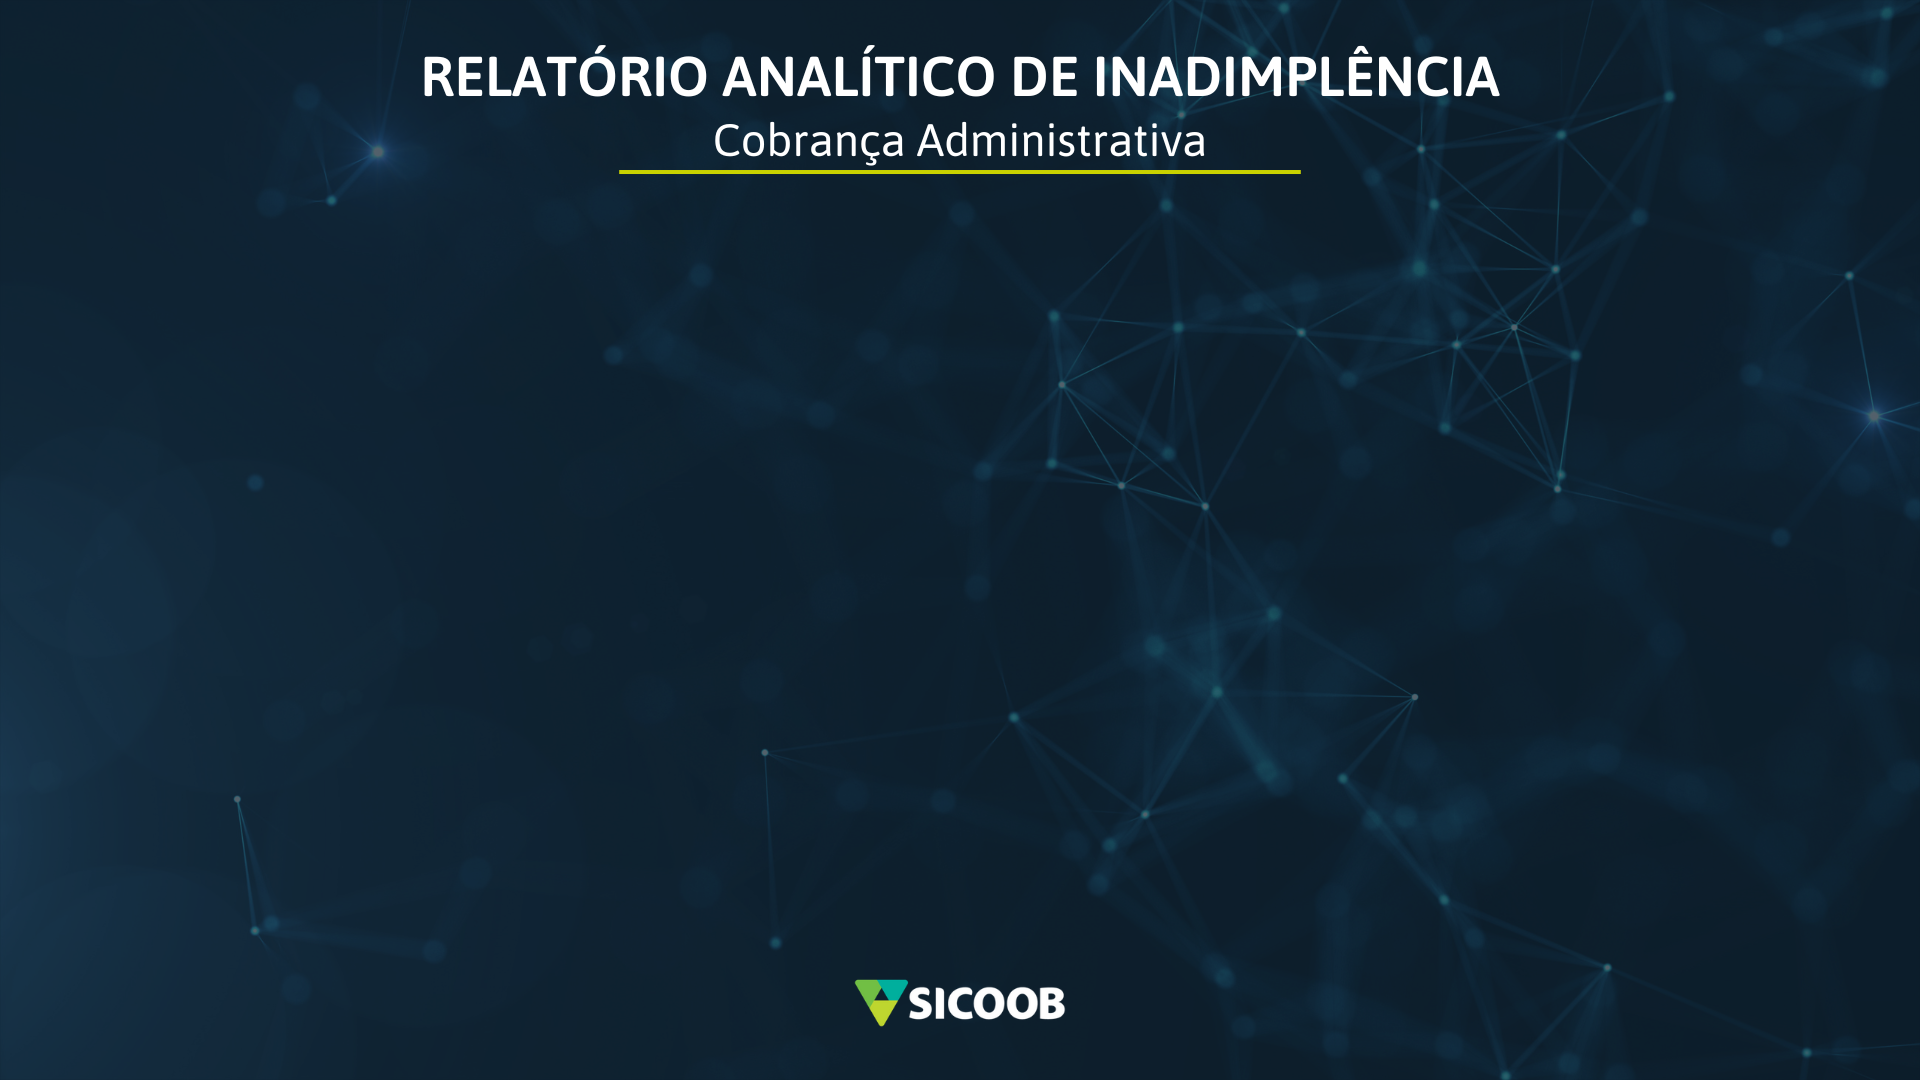 RELATÓRIO ANALÍTICO DE INADIMPLÊNCIA
Cobrança Administrativa
SICOOB